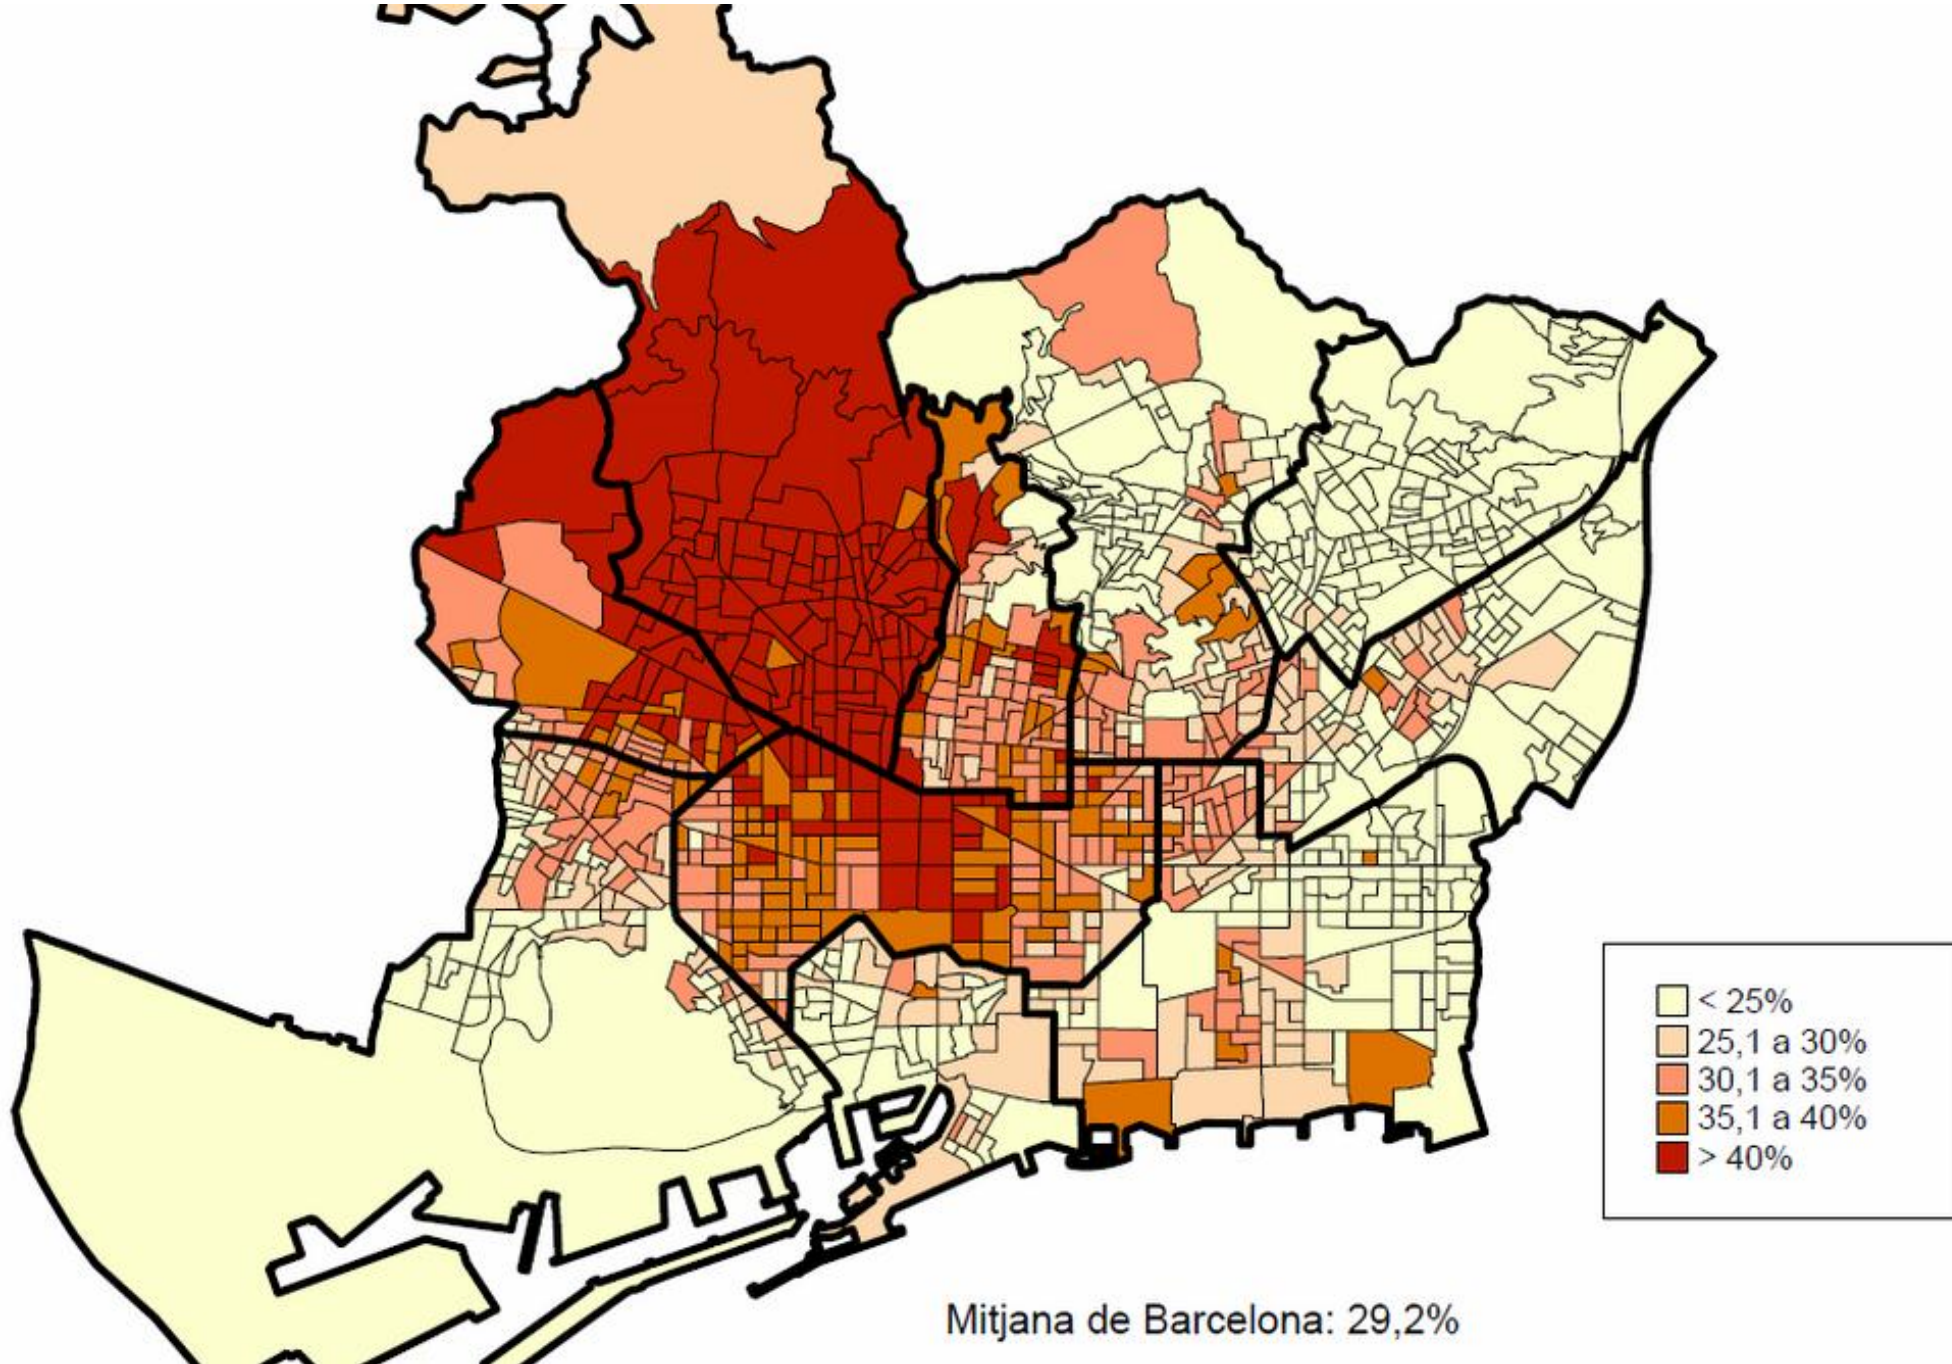 < 25%
25,1 a 30%
30,1 a 35%
35,1 a 40%
> 40%
Mitjana de Barcelona: 29,2%